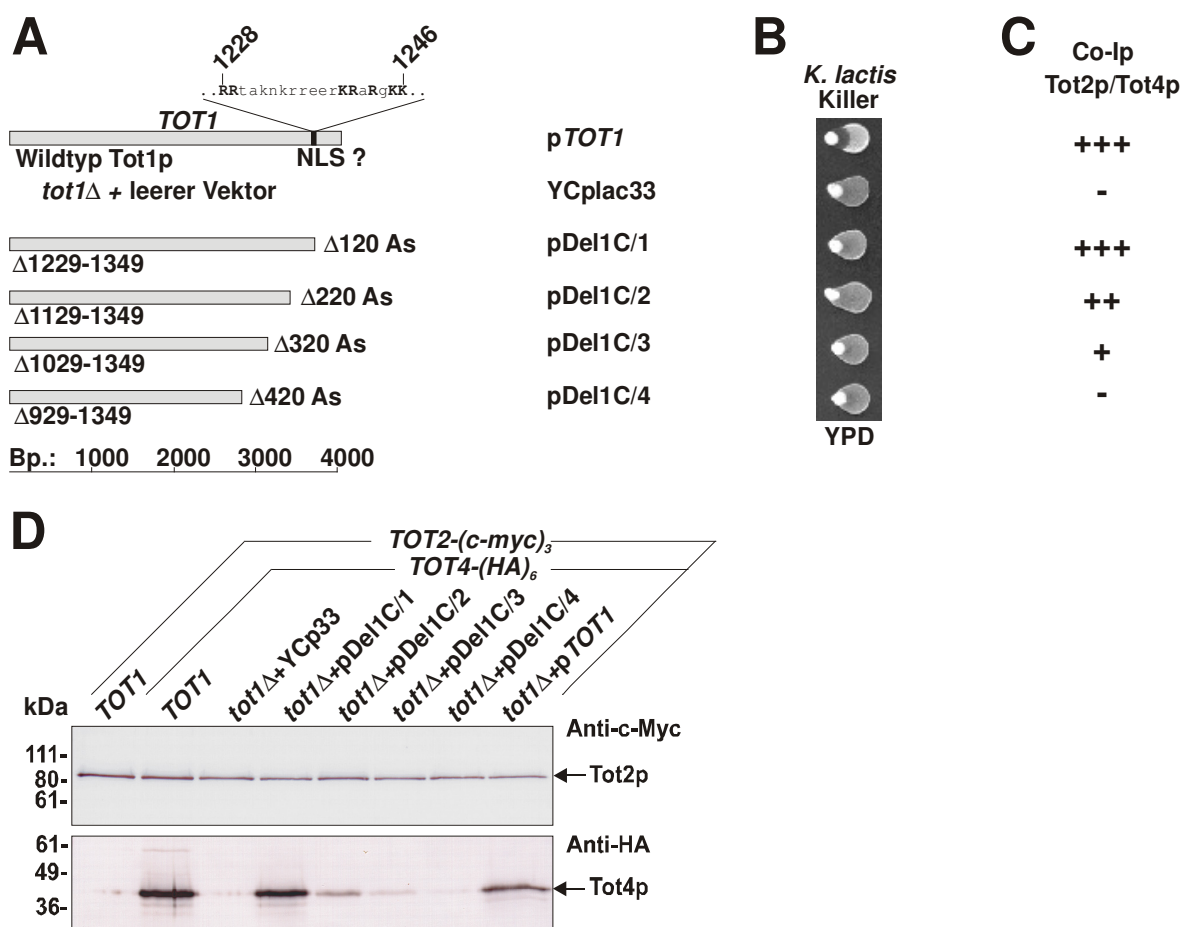 A
1228
1246
..RRtaknkrreerKRaRgKK..
TOT1
Wildtyp Tot1p
NLS ?
pTOT1
tot1Δ + leerer Vektor
YCplac33
Δ120 As
pDel1C/1
Δ1229-1349
Δ220 As
pDel1C/2
Δ1129-1349
Δ320 As
pDel1C/3
Δ1029-1349
Δ420 As
pDel1C/4
Δ929-1349
Bp.: 1000 2000 3000 4000
B
K. lactis
Killer
YPD
C
Co-Ip
Tot2p/Tot4p
+++
-
+++
++
+
-
D
TOT2-(c-myc)₃
TOT4-(HA)₆
TOT1
TOT1
tot1Δ+YCp33
tot1Δ+pDel1C/1
tot1Δ+pDel1C/2
tot1Δ+pDel1C/3
tot1Δ+pDel1C/4
tot1Δ+pTOT1
kDa
Anti-c-Myc
111-
80-
61-
Tot2p
61-
49-
36-
Anti-HA
Tot4p